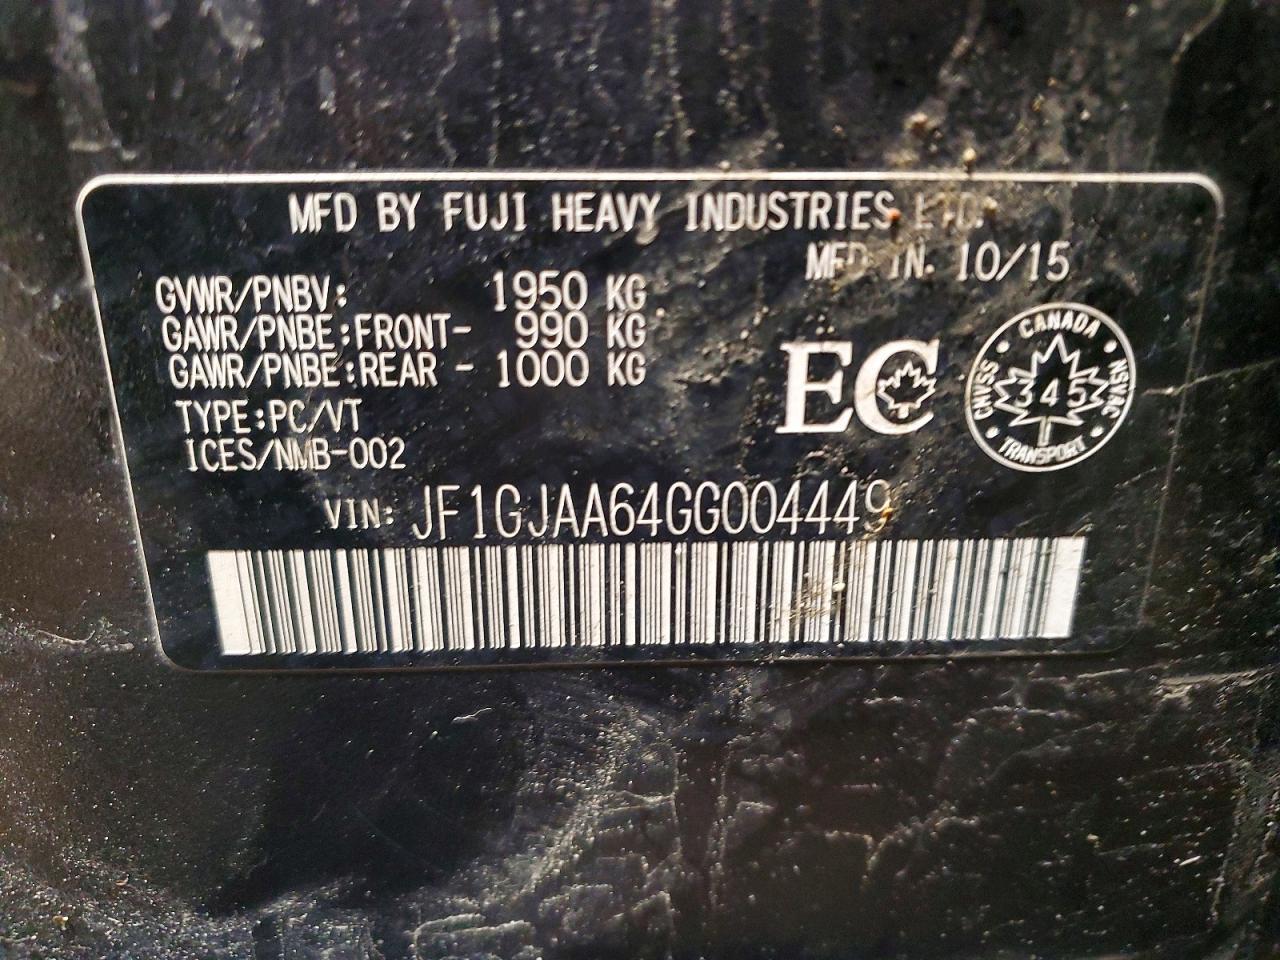 MFD BY FUJI HEAVY INDUSTRIES LTD.
MFD IN. 10/15
GVWR/PNBV: 1950 KG
GAWR/PNBE:FRONT- 990 KG
GAWR/PNBE:REAR - 1000 KG
TYPE:PC/VT
ICES/NMB-002
EC
CANADA
CMVSS 345 NSVAC
TRANSPORT
VIN: JF1GJAA64GG004449